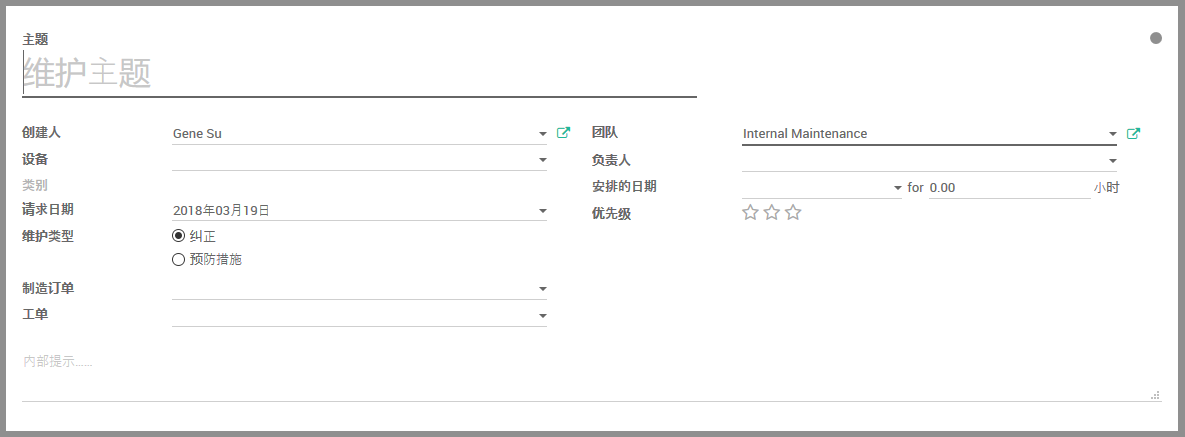 主题
维护主题
创建人 Gene Su
设备
类别
请求日期 2018年03月19日
维护类型 纠正
预防措施
制造订单
工单
团队 Internal Maintenance
负责人
安排的日期 for 0.00 小时
优先级
内部提示......